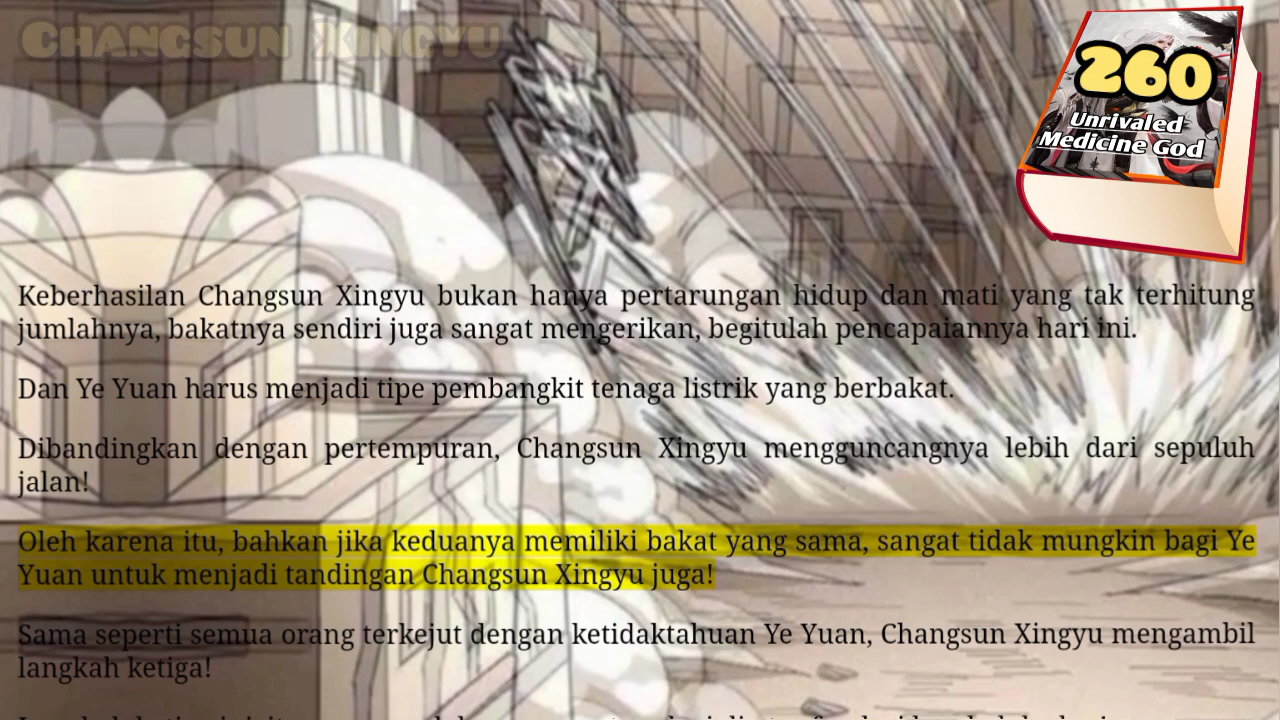 Changsun Xingyu
260
Unrivaled
Medicine God
Keberhasilan Changsun Xingyu bukan hanya pertarungan hidup dan mati yang tak terhitung
jumlahnya, bakatnya sendiri juga sangat mengerikan, begitulah pencapaiannya hari ini.
Dan Ye Yuan harus menjadi tipe pembangkit tenaga listrik yang berbakat.
Dibandingkan dengan pertempuran, Changsun Xingyu mengguncangnya lebih dari sepuluh
jalan!
Oleh karena itu, bahkan jika keduanya memiliki bakat yang sama, sangat tidak mungkin bagi Ye
Yuan untuk menjadi tandingan Changsun Xingyu juga!
Sama seperti semua orang terkejut dengan ketidaktahuan Ye Yuan, Changsun Xingyu mengambil
langkah ketiga!